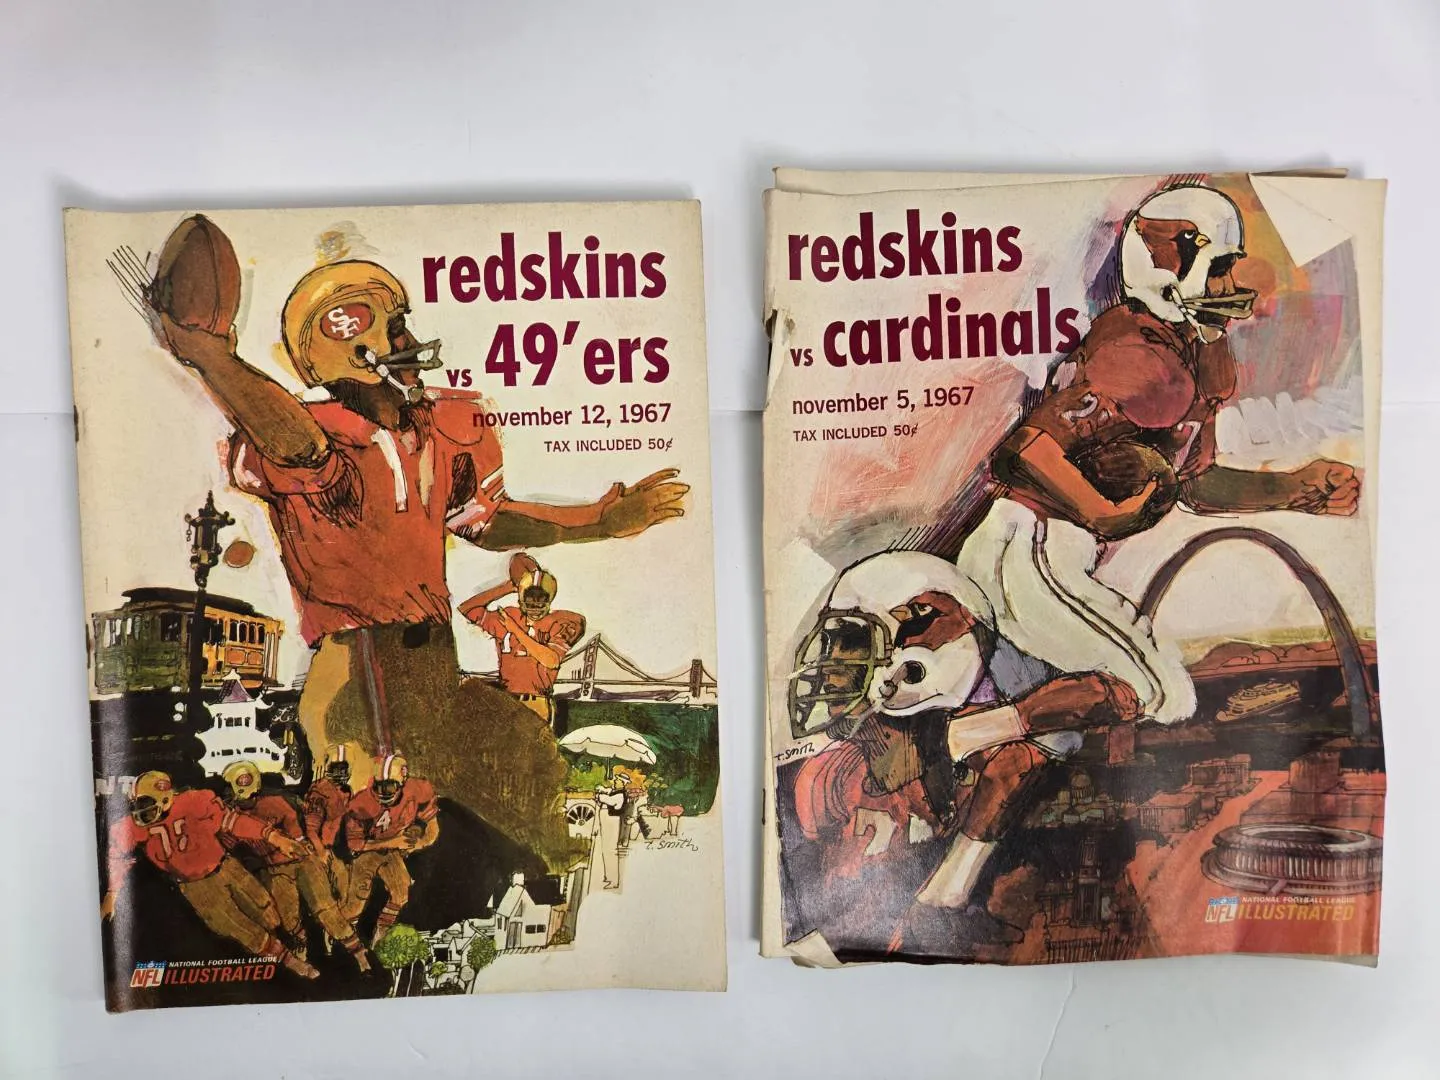 redskins
vs 49'ers
november 12, 1967
TAX INCLUDED 50¢
SF
T. Smith
NATIONAL FOOTBALL LEAGUE
NFL ILLUSTRATED
redskins
vs cardinals
november 5, 1967
TAX INCLUDED 50¢
T. Smith
NATIONAL FOOTBALL LEAGUE
NFL ILLUSTRATED